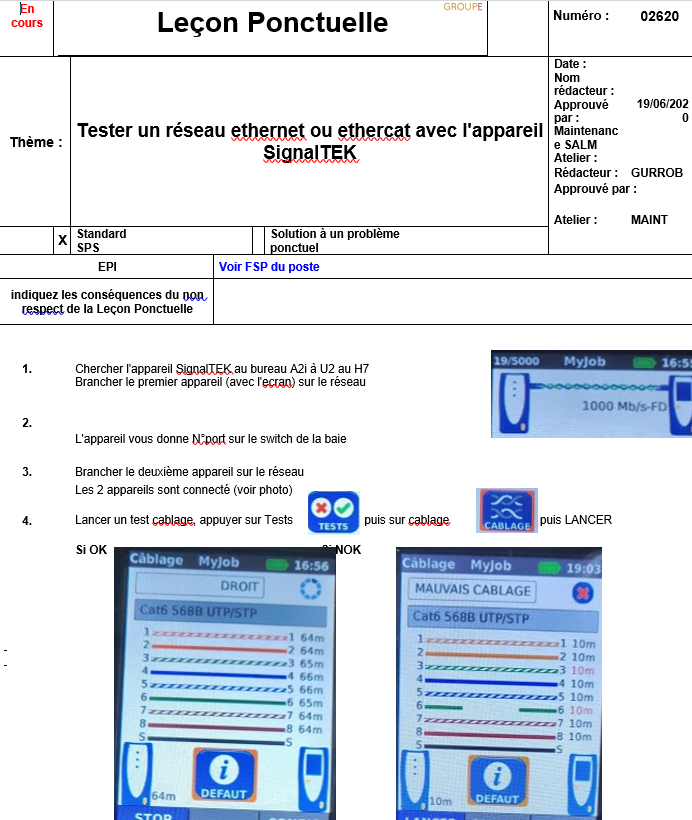 En
cours
Leçon Ponctuelle
GROUPE
Numéro : 02620
Thème :
Tester un réseau ethernet ou ethercat avec l'appareil
SignalTEK
Date :
Nom
rédacteur :
Approuvé 19/06/202
par : 0
Maintenanc
e SALM
Atelier :
Rédacteur : GURROB
Approuvé par :
Atelier : MAINT
X Standard
SPS
Solution à un problème
ponctuel
EPI
Voir FSP du poste
indiquez les conséquences du non
respect de la Leçon Ponctuelle
1. Chercher l'appareil SignalTEK au bureau A2i à U2 au H7
Brancher le premier appareil (avec l'ecran) sur le réseau
19/5000 MyJob 16:55
1000 Mb/s-FD
2.
L'appareil vous donne N°port sur le switch de la baie
3. Brancher le deuxième appareil sur le réseau
Les 2 appareils sont connecté (voir photo)
4. Lancer un test cablage, appuyer sur Tests
TESTS
puis sur cablage
CABLAGE
puis LANCER
Si OK
Si NOK
Câblage MyJob 16:56
DROIT
Cat6 568B UTP/STP
1 1 64m
2 2 64m
3 3 65m
4 4 66m
5 5 66m
6 6 65m
7 7 64m
8 8 64m
S S
64m
i
DEFAUT
STOP
Câblage MyJob 19:03
MAUVAIS CABLAGE
Cat6 568B UTP/STP
1 1 10m
2 2 10m
3 3 10m
4 4 10m
5 5 10m
6 6 10m
7 7 10m
8 8 10m
S S
10m
i
DEFAUT
LANCER
-
-